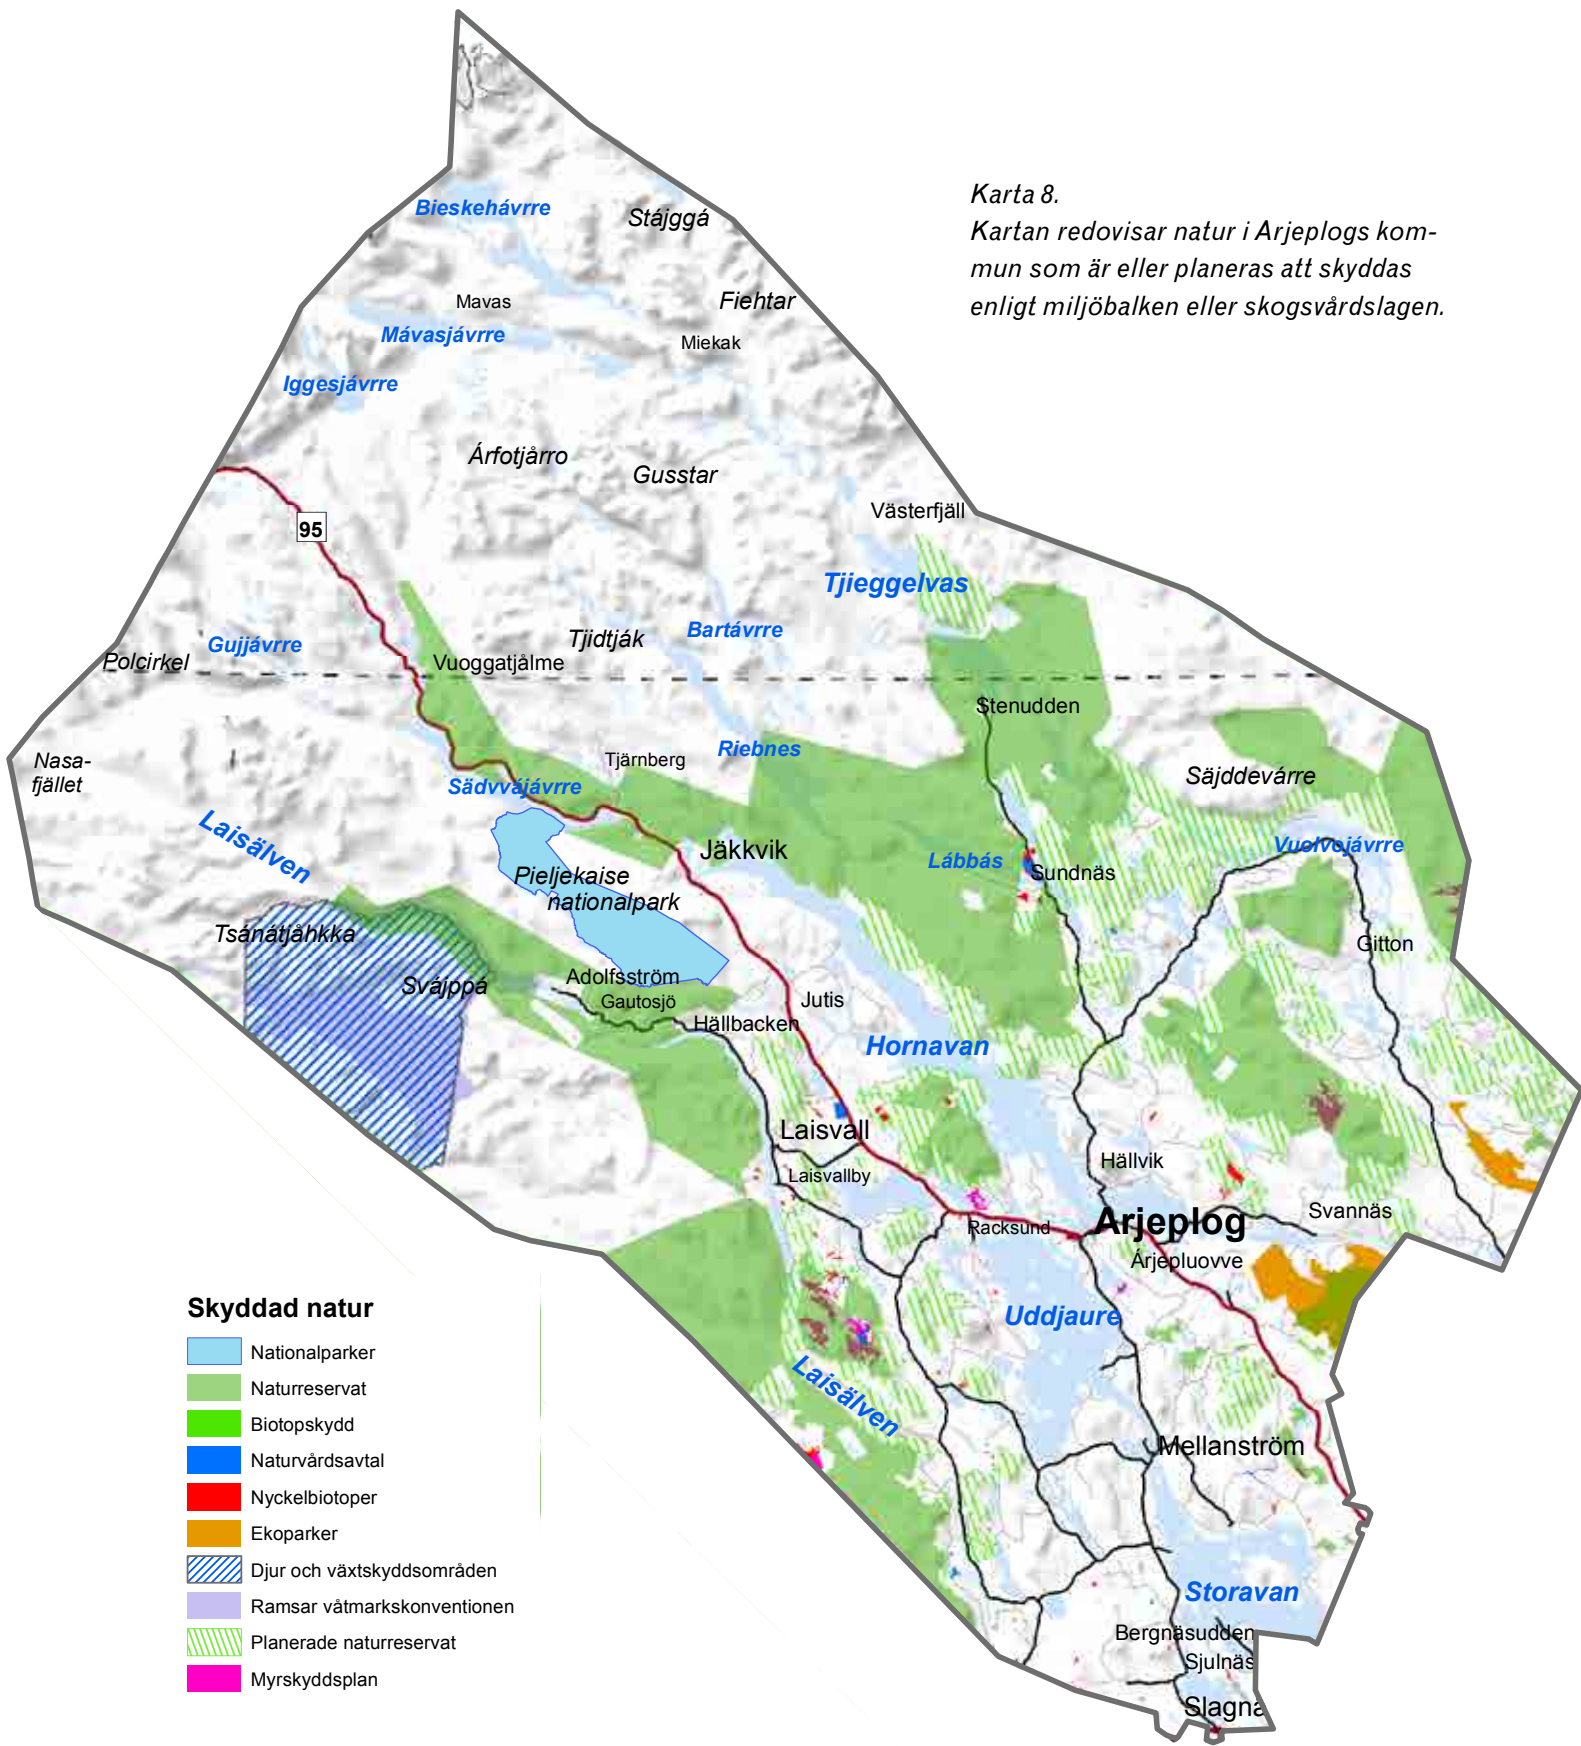 Karta 8.
Kartan redovisar natur i Arjeplogs kom-
mun som är eller planeras att skyddas
enligt miljöbalken eller skogsvårdslagen.
Bieskehávrre
Stájggá
Mavas
Fiehtar
Mávasjávrre
Miekak
Iggesjávrre
Árfotjårro
Gusstar
Västerfjäll
95
Tjieggelvas
Tjidtják
Bartávrre
Gujjávrre
Polcirkel
Vuoggatjålme
Stenudden
Riebnes
Tjärnberg
Nasa-
fjället
Säjddevárre
Sädvvájávrre
Laisälven
Jäkkvik
Lábbás
Sundnäs
Vuolvojávrre
Pieljekaise
nationalpark
Tsánátjåhkka
Gitton
Svájppá
Adolfsström
Gautosjö
Jutis
Hällbacken
Hornavan
Laisvall
Hällvik
Laisvallby
Svannäs
Racksund
Arjeplog
Árjepluovve
Uddjaure
Laisälven
Mellanström
Storavan
Bergnäsudden
Sjulnäs
Slagna
Skyddad natur
Nationalparker
Naturreservat
Biotopskydd
Naturvårdsavtal
Nyckelbiotoper
Ekoparker
Djur och växtskyddsområden
Ramsar våtmarkskonventionen
Planerade naturreservat
Myrskyddsplan